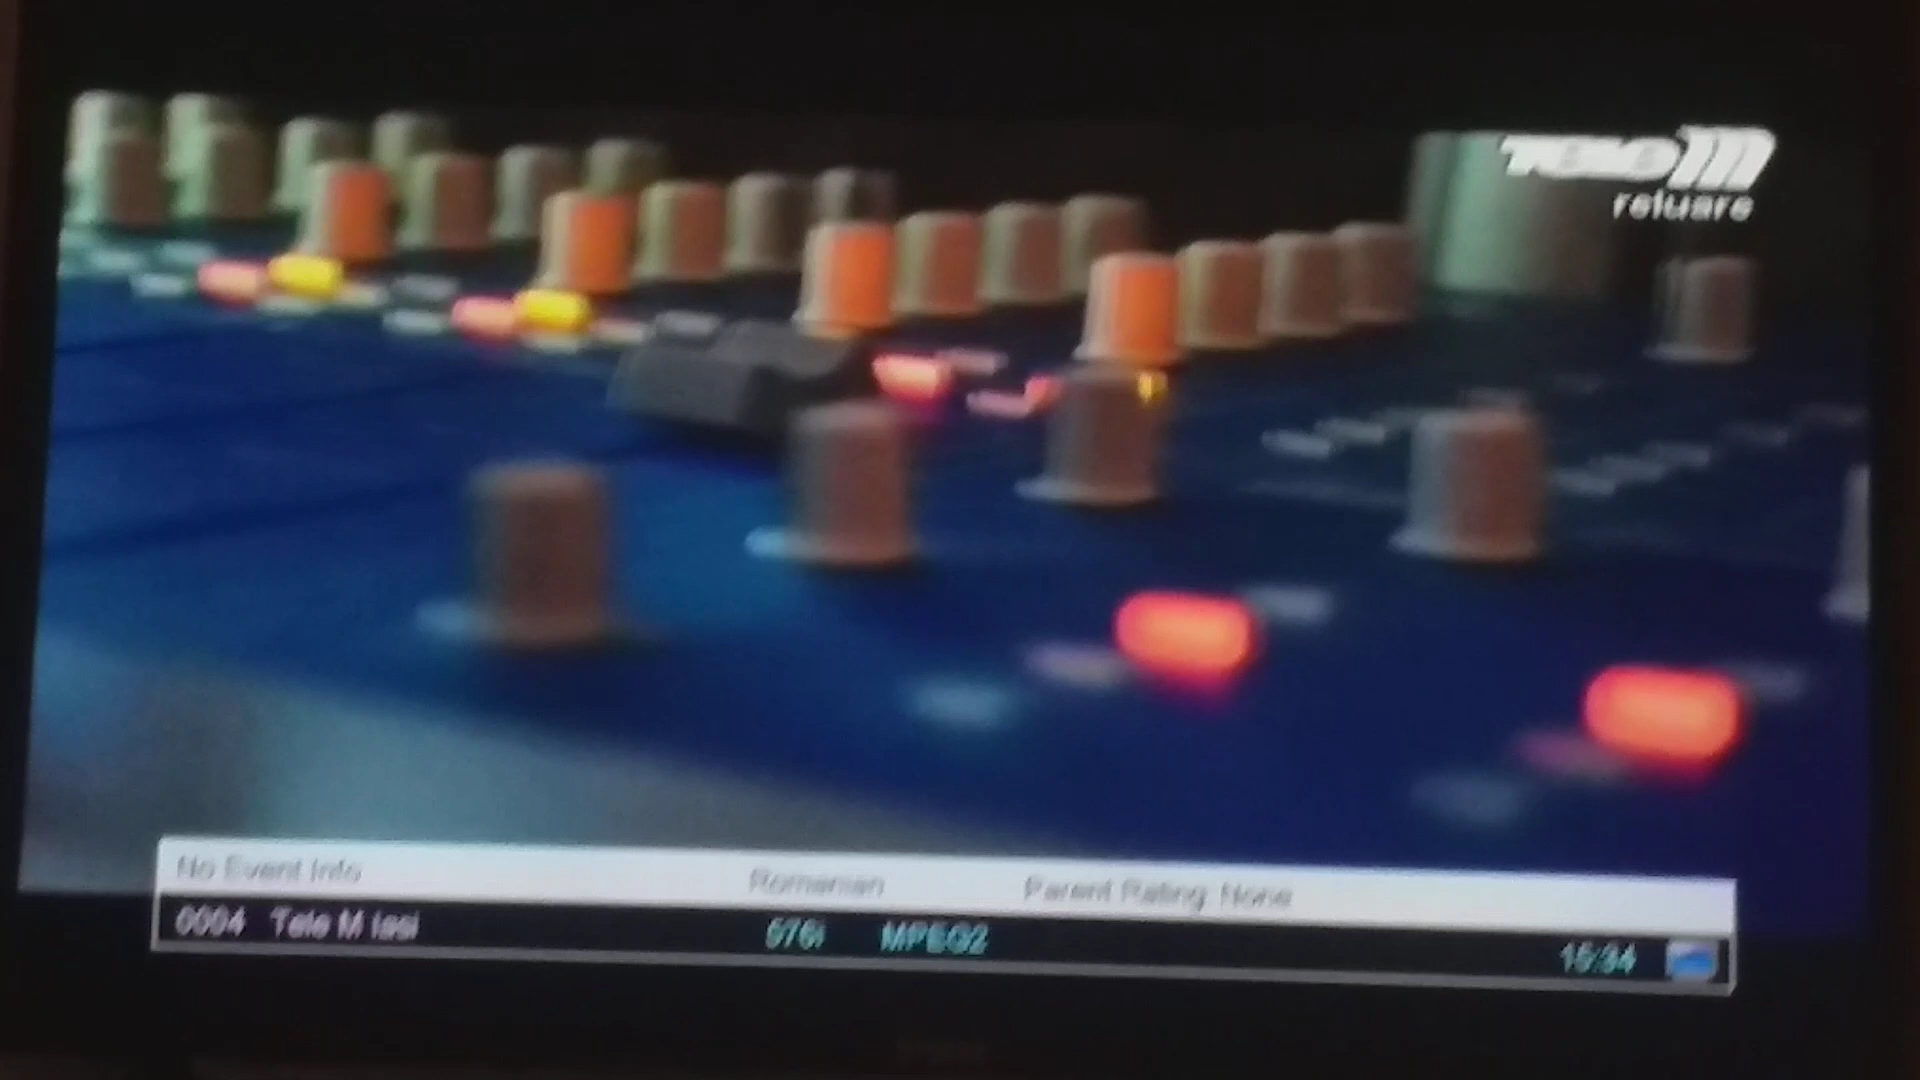 TELE M
reluare
No Event Info Romanian Parent Rating: None
0004 Tele M Iasi 576i MPEG2 15:34